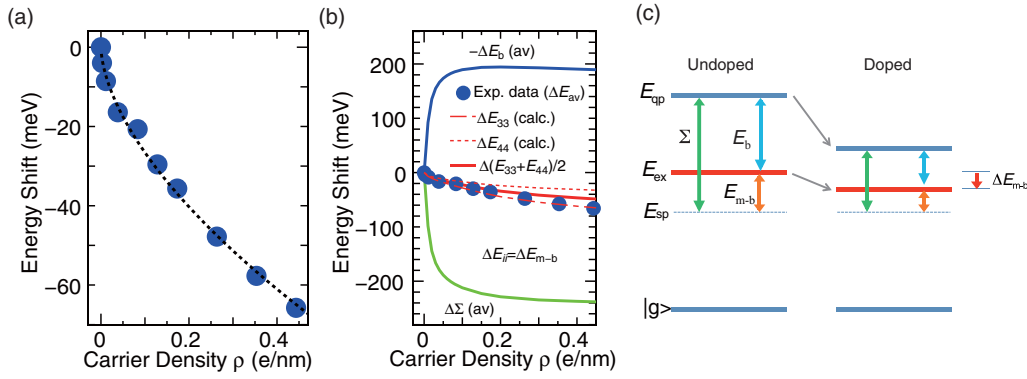 (a)
0
−20
−40
−60
Energy Shift (meV)
0
0.2
0.4
Carrier Density ρ (e/nm)
(b)
200
100
0
−100
−200
Energy Shift (meV)
−ΔE_b (av)
Exp. data (ΔE_av)
ΔE_33 (calc.)
ΔE_44 (calc.)
Δ(E_33+E_44)/2
ΔE_ii=ΔE_m−b
ΔΣ (av)
0
0.2
0.4
Carrier Density ρ (e/nm)
(c)
Undoped
Doped
E_qp
Σ
E_b
E_ex
E_m-b
E_sp
ΔE_m-b
|g>